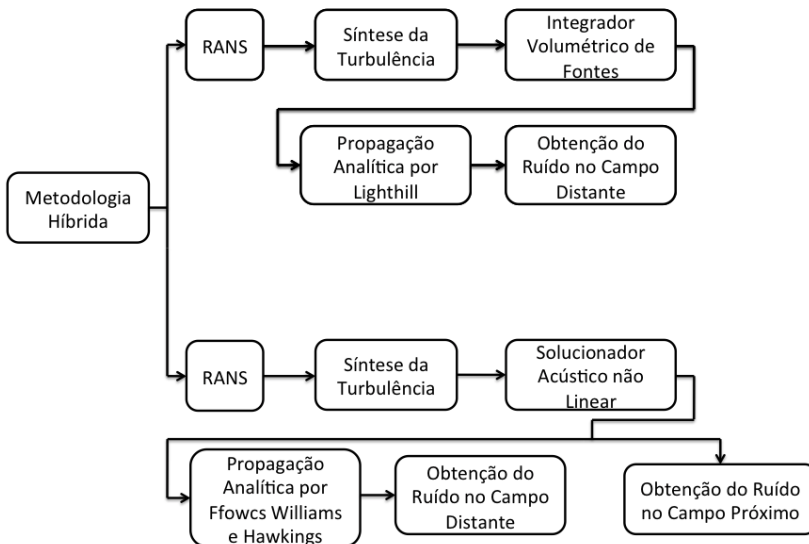 RANS
Síntese da
Turbulência
Integrador
Volumétrico de
Fontes
Propagação
Analítica por
Lighthill
Obtenção do
Ruído no Campo
Distante
Metodologia
Híbrida
RANS
Síntese da
Turbulência
Solucionador
Acústico não
Linear
Propagação
Analítica por
Ffowcs Williams
e Hawkings
Obtenção do
Ruído no Campo
Distante
Obtenção do Ruído
no Campo Próximo